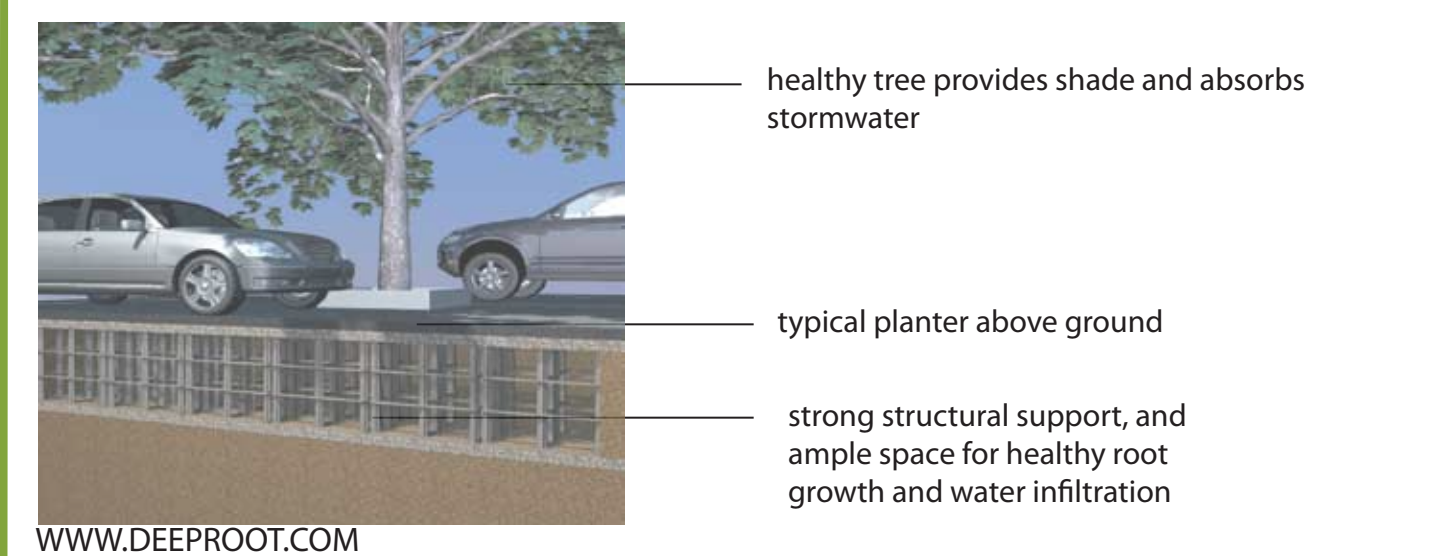 healthy tree provides shade and absorbs
stormwater
typical planter above ground
strong structural support, and
ample space for healthy root
growth and water infiltration
WWW.DEEPROOT.COM